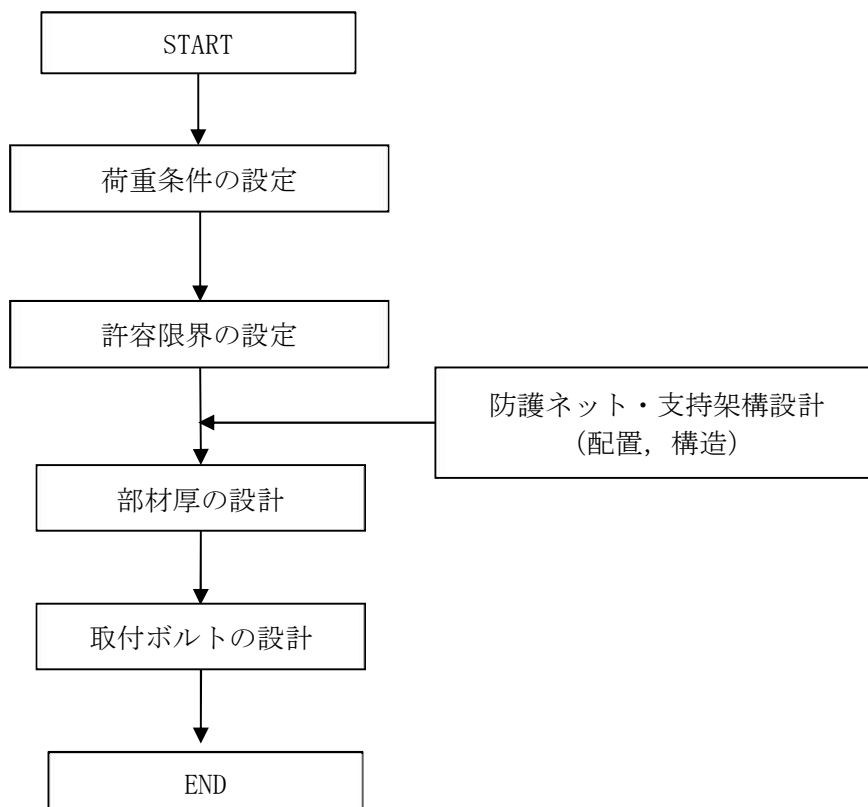 START
荷重条件の設定
許容限界の設定
防護ネット・支持架構設計
（配置，構造）
部材厚の設計
取付ボルトの設計
END